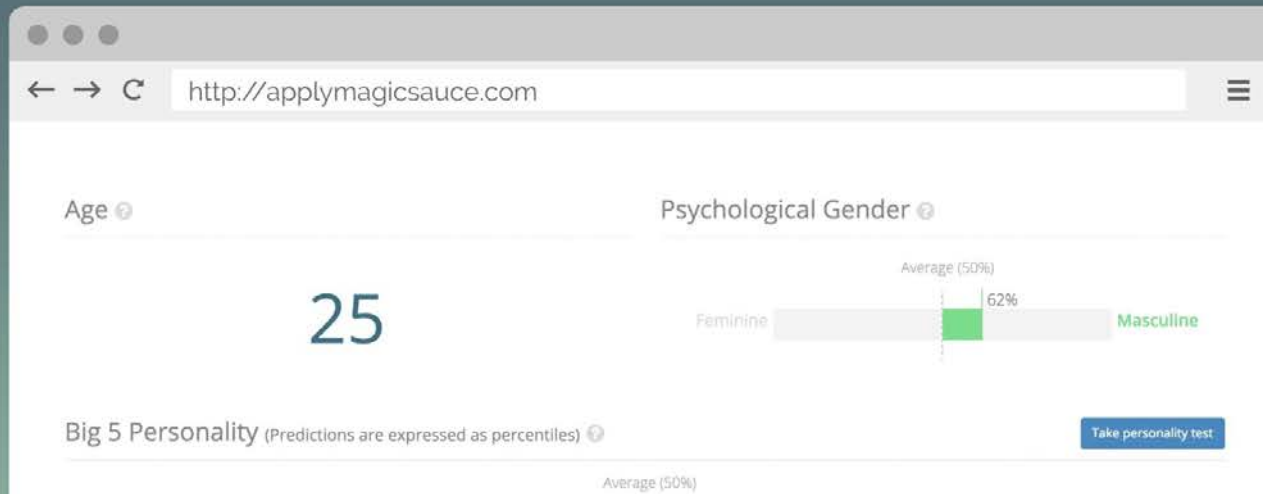 http://applymagicsauce.com
Age ?
Psychological Gender ?
Average (50%)
25
62%
Feminine
Masculine
Big 5 Personality (Predictions are expressed as percentiles) ?
Take personality test
Average (50%)